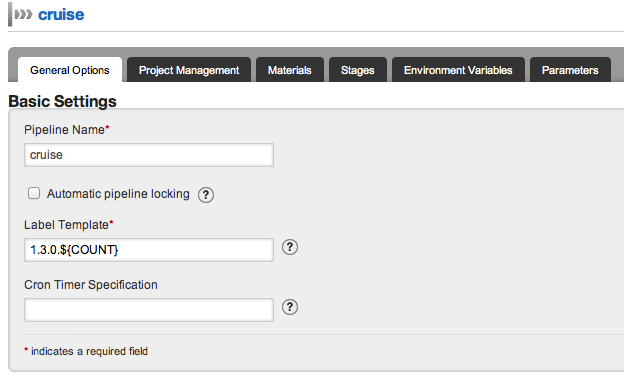 cruise
General Options Project Management Materials Stages Environment Variables Parameters
Basic Settings
Pipeline Name*
cruise
Automatic pipeline locking ?
Label Template*
1.3.0.${COUNT} ?
Cron Timer Specification
?
* indicates a required field